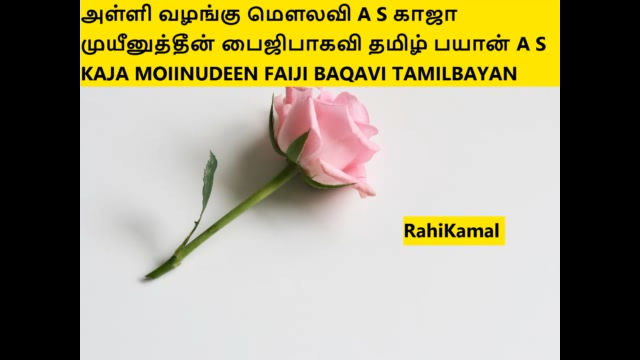 அள்ளி வழங்கு மௌலவி A S காஜா
முயீனுத்தீன் பைஜிபாகவி தமிழ் பயான் A S
KAJA MOIINUDEEN FAIJI BAQAVI TAMILBAYAN
RahiKamal